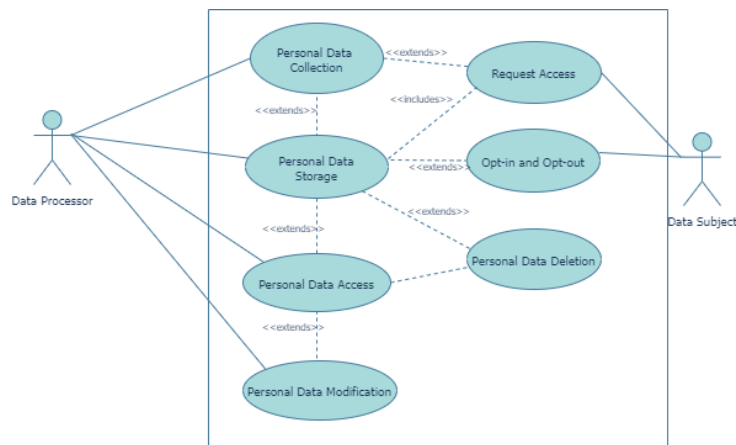 Personal Data
Collection
<<extends>>
Request Access
<<includes>>
<<extends>>
Personal Data
Storage
Opt-in and Opt-out
<<extends>>
Data Processor
<<extends>>
Data Subject
<<extends>>
Personal Data Access
Personal Data Deletion
<<extends>>
Personal Data Modification